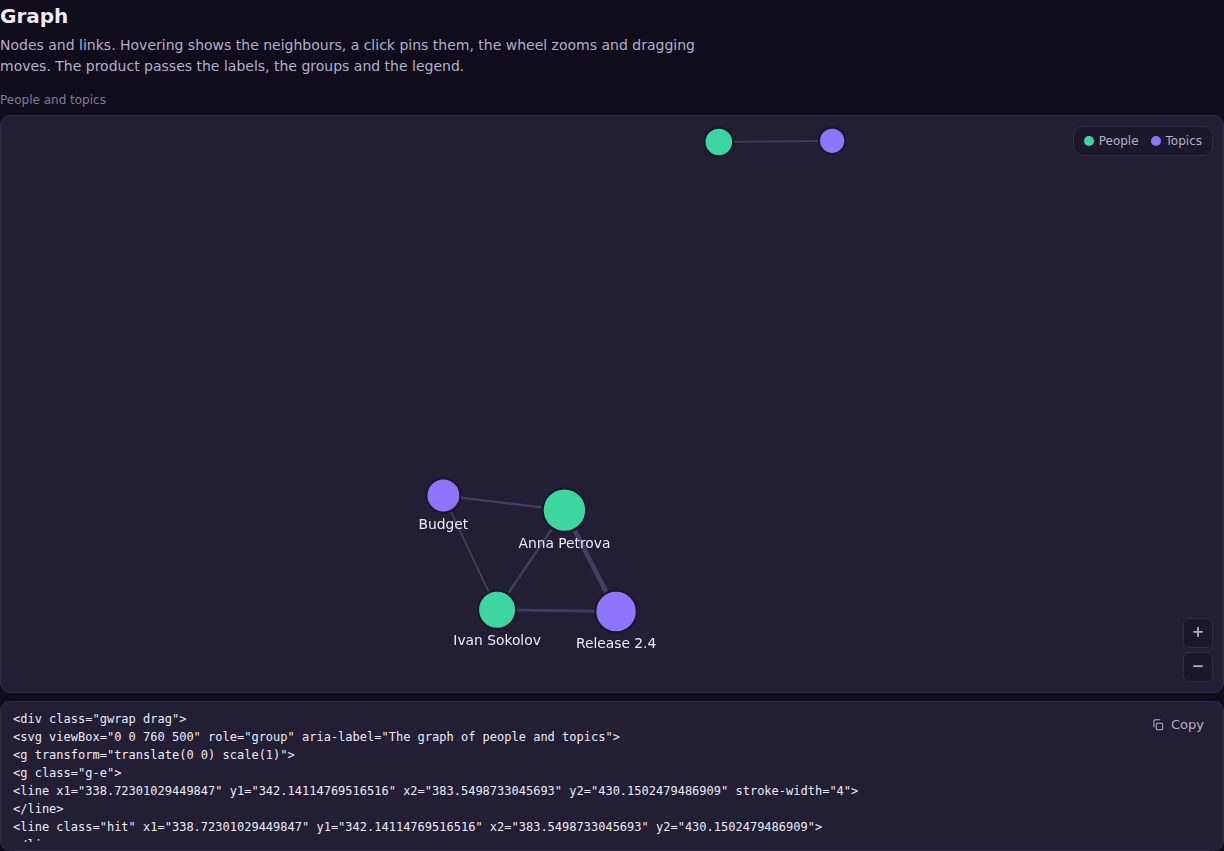 Graph
Nodes and links. Hovering shows the neighbours, a click pins them, the wheel zooms and dragging
moves. The product passes the labels, the groups and the legend.
People and topics
People
Topics
Budget
Anna Petrova
Ivan Sokolov
Release 2.4
+
−
Copy
<div class="gwrap drag">
<svg viewBox="0 0 760 500" role="group" aria-label="The graph of people and topics">
<g transform="translate(0 0) scale(1)">
<g class="g-e">
<line x1="338.72301029449847" y1="342.14114769516516" x2="383.5498733045693" y2="430.1502479486909" stroke-width="4">
</line>
<line class="hit" x1="338.72301029449847" y1="342.14114769516516" x2="383.5498733045693" y2="430.1502479486909">